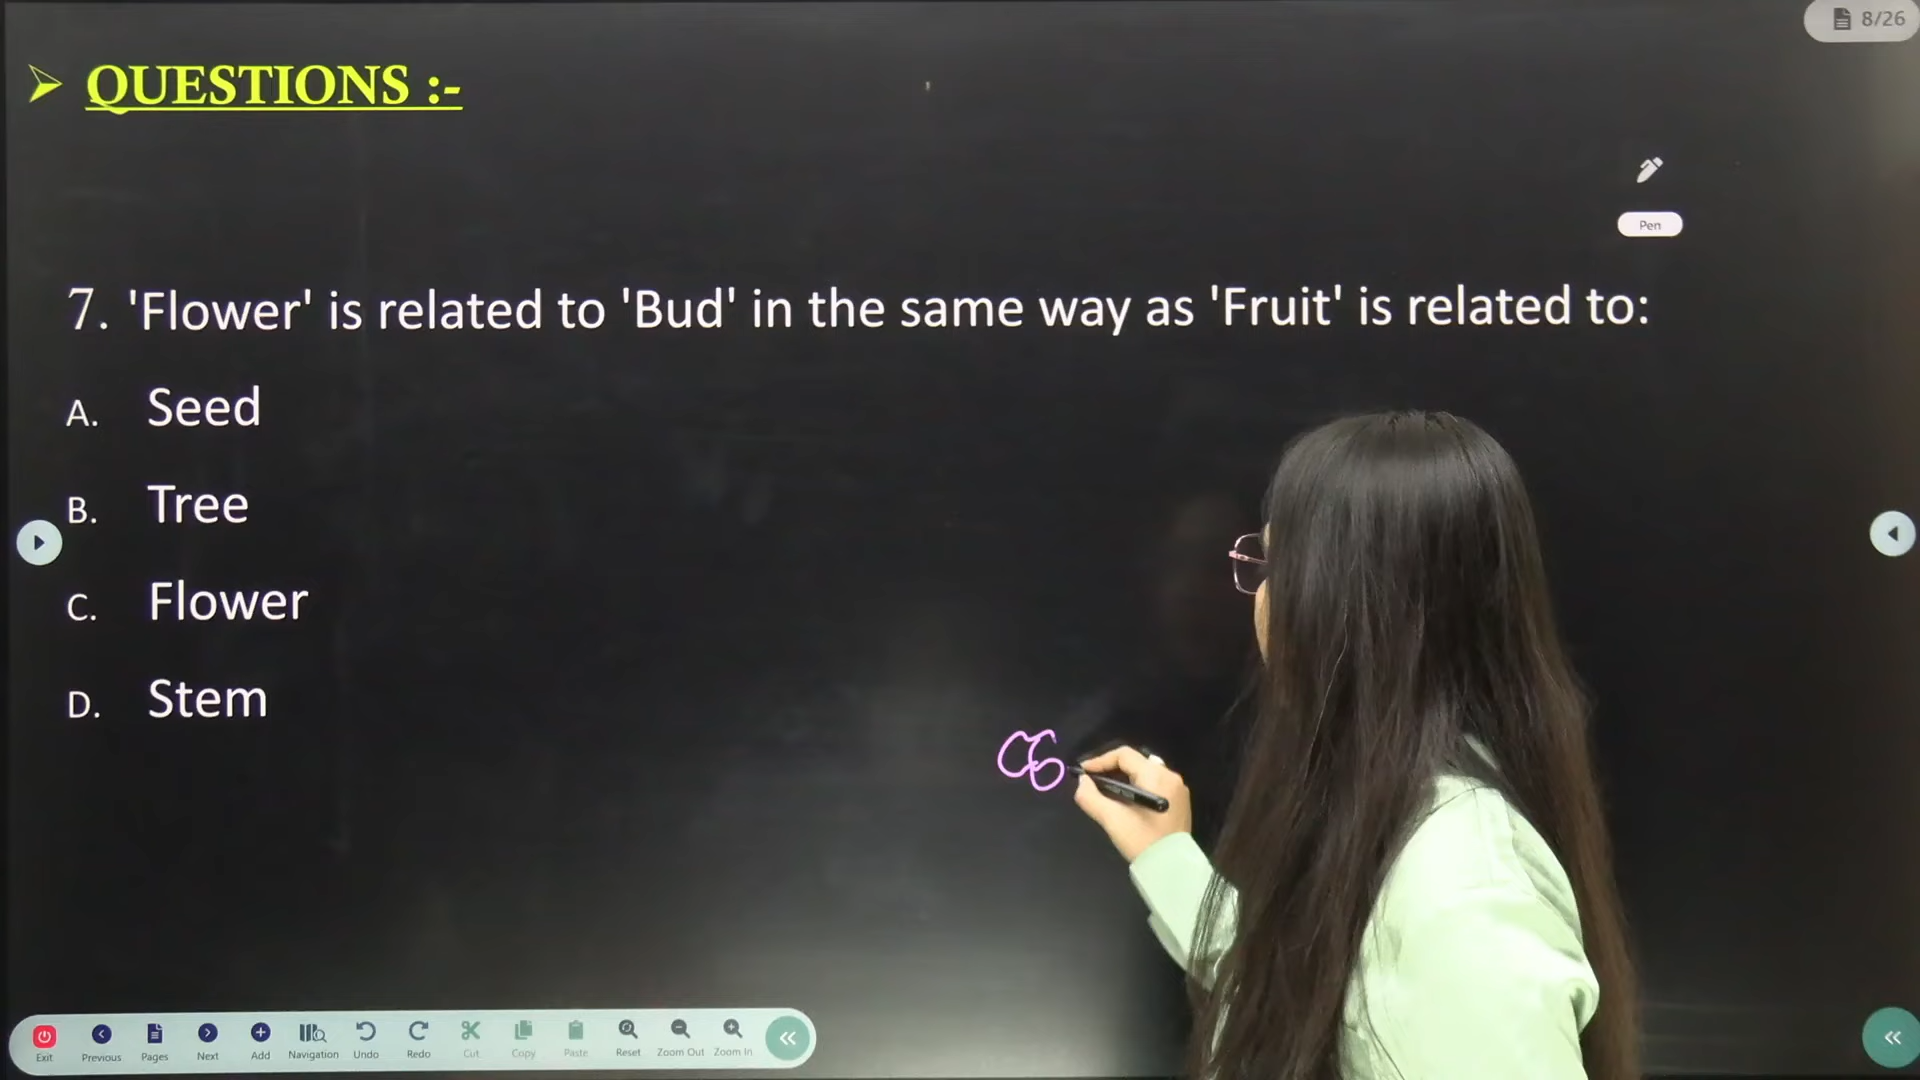 8/26
➢ QUESTIONS :-
Pen
7. 'Flower' is related to 'Bud' in the same way as 'Fruit' is related to:
A. Seed
B. Tree
C. Flower
D. Stem
Exit Previous Pages Next Add Navigation Undo Redo Cut Copy Paste Reset Zoom Out Zoom In